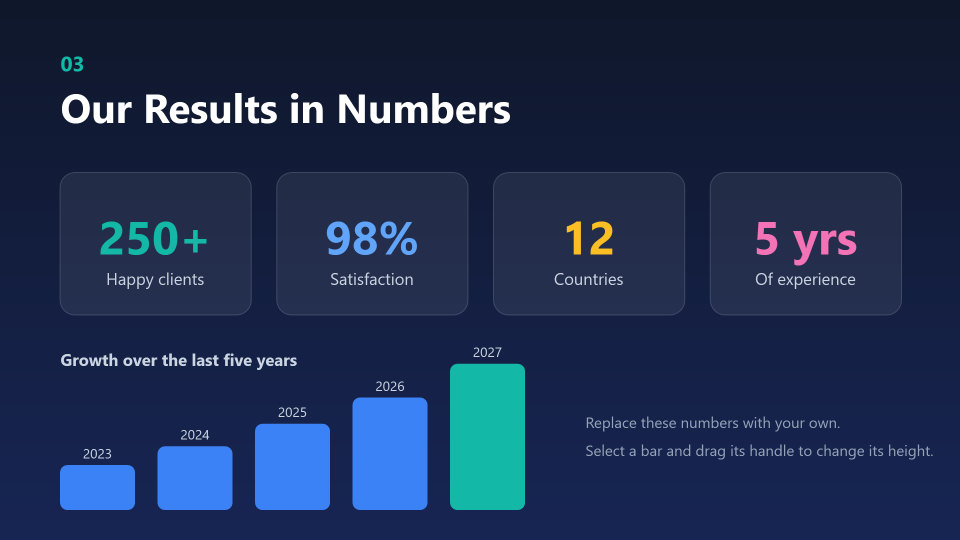 03
Our Results in Numbers
250+
Happy clients
98%
Satisfaction
12
Countries
5 yrs
Of experience
Growth over the last five years
2023
2024
2025
2026
2027
Replace these numbers with your own.
Select a bar and drag its handle to change its height.